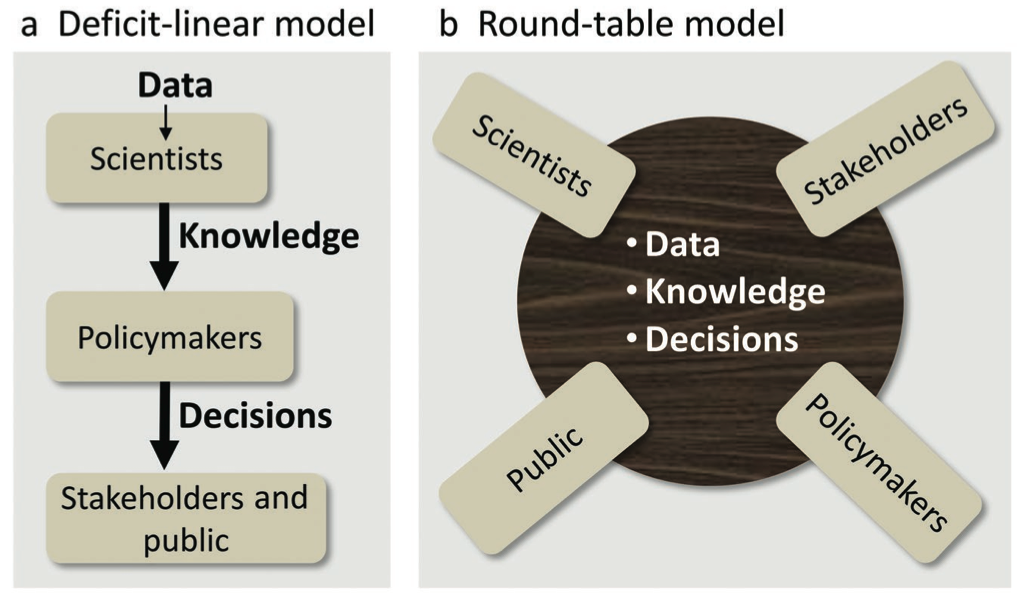 a Deficit-linear model
Data
Scientists
Knowledge
Policymakers
Decisions
Stakeholders and
public
b Round-table model
Scientists
Stakeholders
• Data
• Knowledge
• Decisions
Public
Policymakers